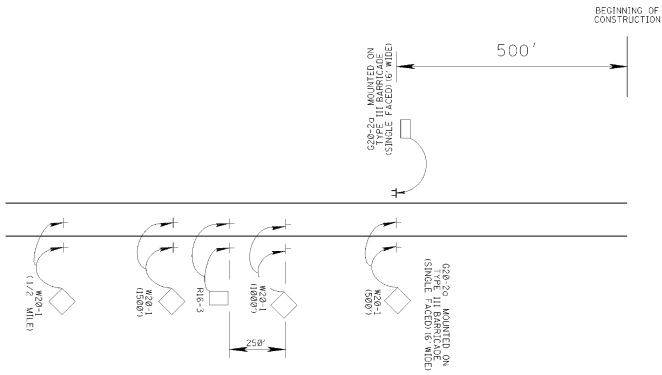 BEGINNING OF
CONSTRUCTION
500'
G20-2a MOUNTED ON
TYPE III BARRICADE
(SINGLE FACED)(6' WIDE)
W20-1
(1/2 MILE)
W20-1
(1500')
R16-3
W20-1
(1000')
250'
W20-1
(500')
G20-2a MOUNTED ON
TYPE III BARRICADE
(SINGLE FACED)(6' WIDE)